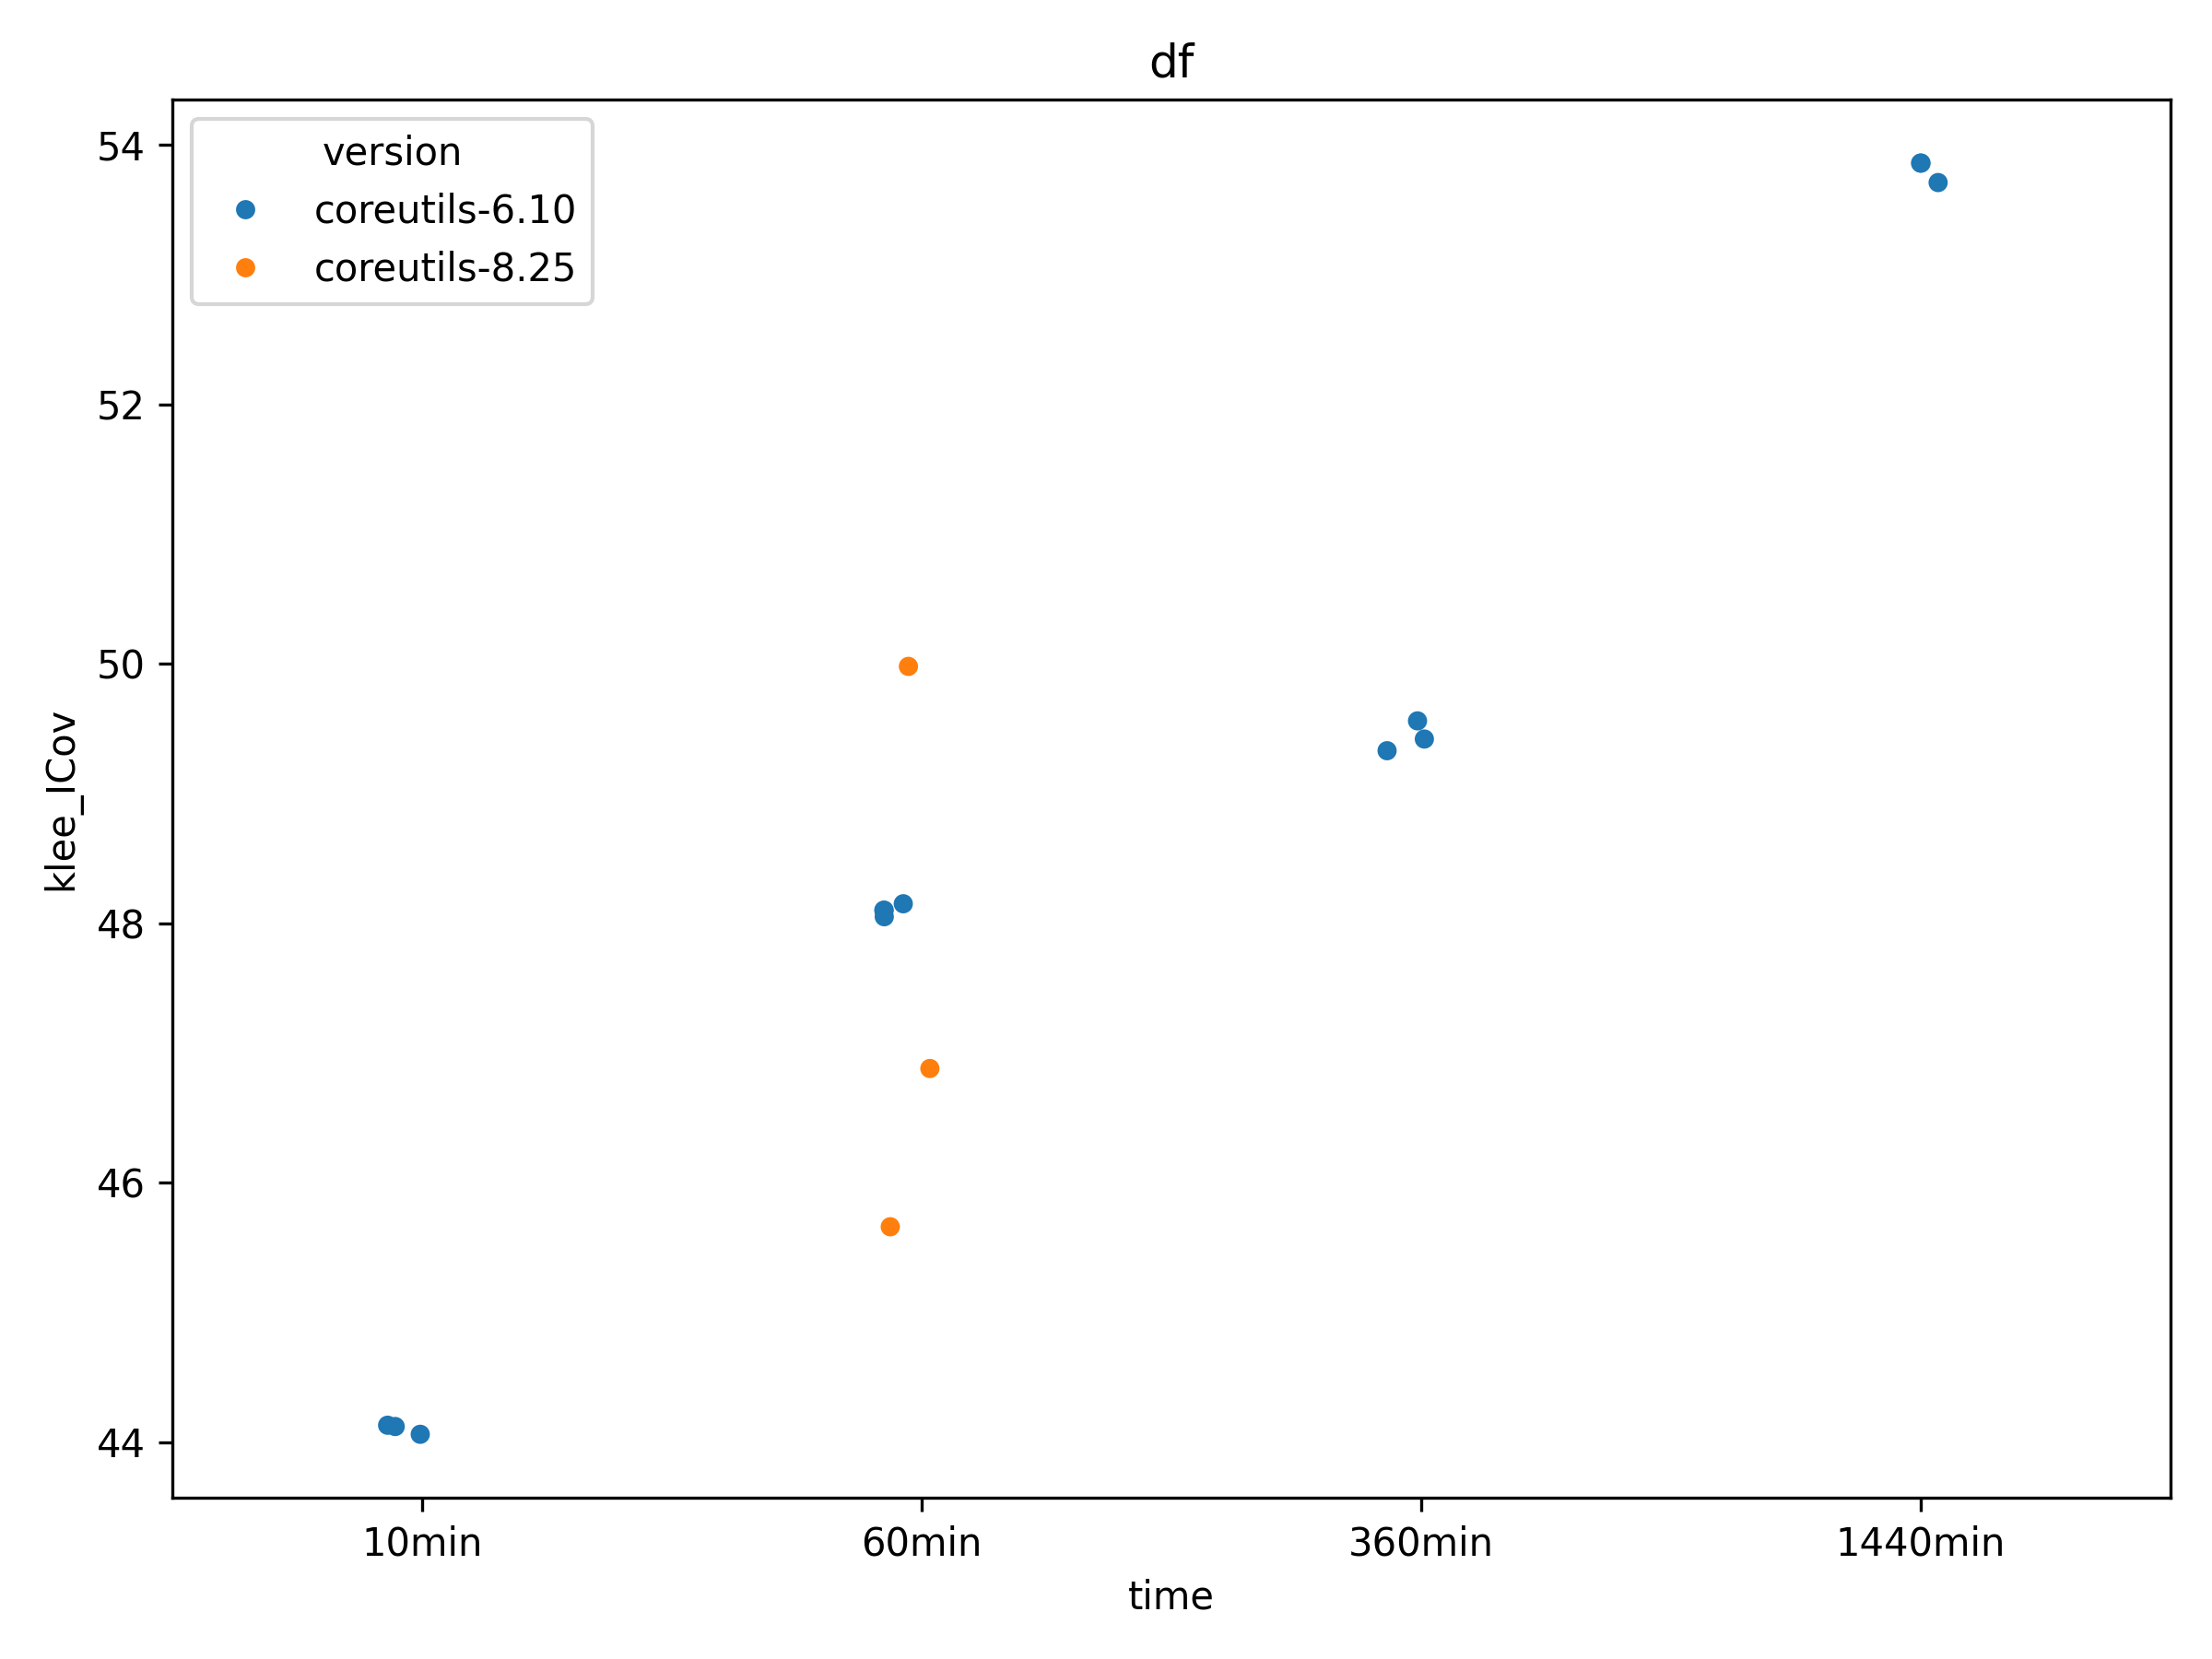 df
version
coreutils-6.10
coreutils-8.25
54
52
50
48
46
44
klee_ICov
10min
60min
360min
1440min
time